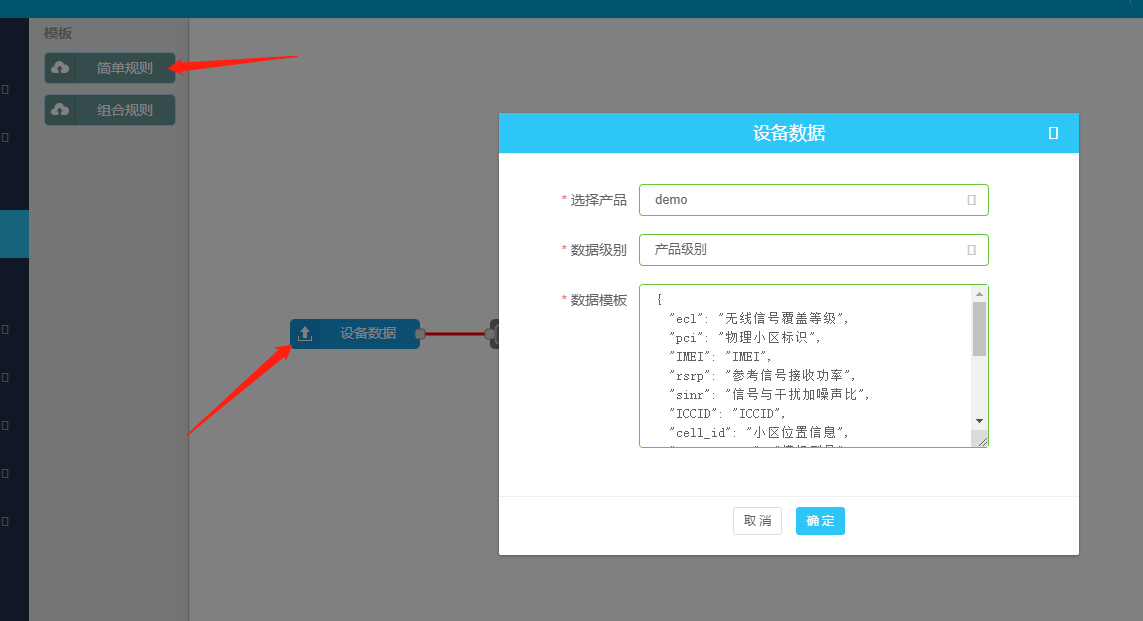 模板
简单规则
组合规则
设备数据
设备数据
* 选择产品 demo
* 数据级别 产品级别
* 数据模板
{
"ecl": "无线信号覆盖等级",
"pci": "物理小区标识",
"IMEI": "IMEI",
"rsrp": "参考信号接收功率",
"sinr": "信号与干扰加噪声比",
"ICCID": "ICCID",
"cell_id": "小区位置信息",
取消 确定